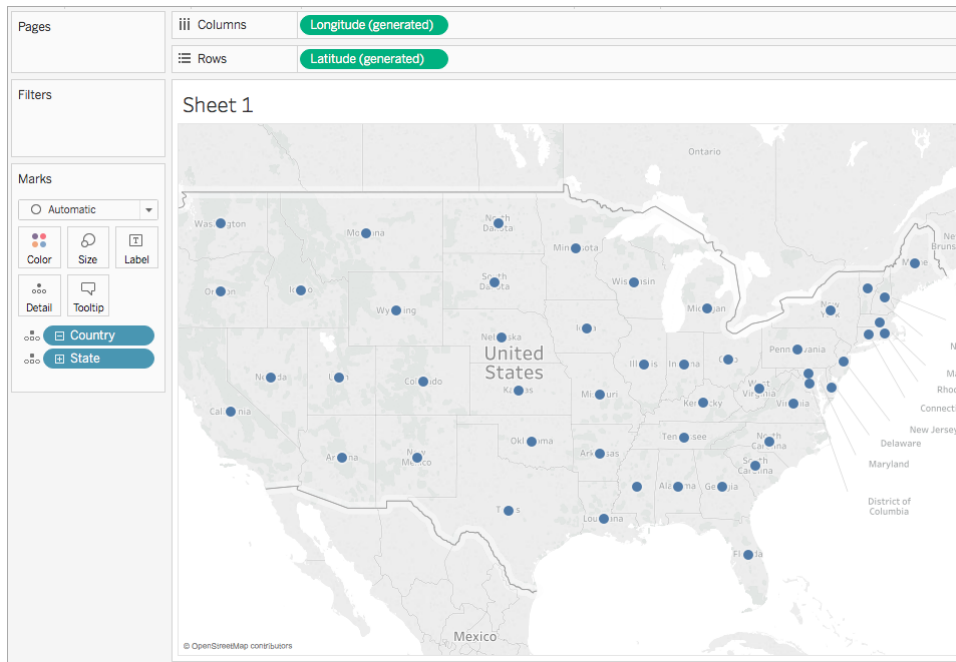 Pages
Columns
Longitude (generated)
Rows
Latitude (generated)
Filters
Sheet 1
Marks
Automatic
Color
Size
Label
Detail
Tooltip
Country
State
Ontario
Washington
Montana
North
Dakota
Minnesota
Maine
Oregon
Idaho
South
Dakota
Wisconsin
Michigan
New
York
Wyoming
Iowa
Nebraska
United
States
Nevada
Utah
Colorado
Kansas
Missouri
Illinois
Indiana
Ohio
Pennsylvania
West
Virginia
Virginia
Kentucky
California
Arizona
New
Mexico
Oklahoma
Arkansas
Tennessee
North
Carolina
South
Carolina
Alabama
Georgia
Texas
Louisiana
Florida
New Jersey
Delaware
Maryland
District of
Columbia
Mexico
© OpenStreetMap contributors